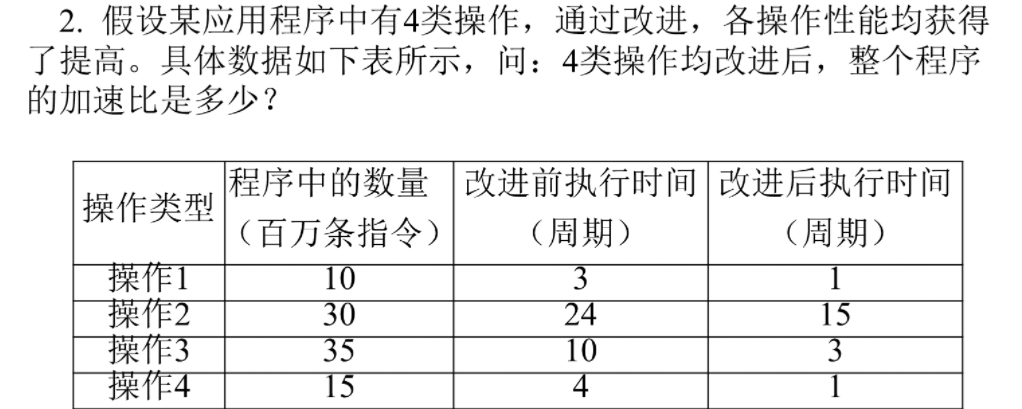 2. 假设某应用程序中有4类操作，通过改进，各操作性能均获得
了提高。具体数据如下表所示，问：4类操作均改进后，整个程序
的加速比是多少？
操作类型 程序中的数量（百万条指令） 改进前执行时间（周期） 改进后执行时间（周期）
操作1 10 3 1
操作2 30 24 15
操作3 35 10 3
操作4 15 4 1